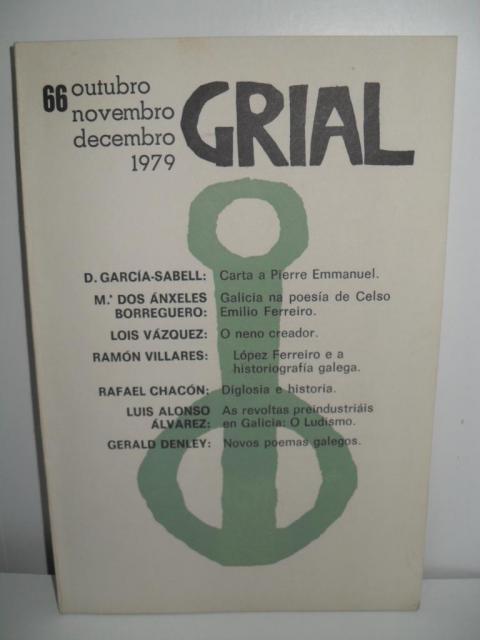 66 outubro
novembro
decembro
1979
GRIAL
D. GARCÍA-SABELL: Carta a Pierre Emmanuel.
M.ª DOS ÁNXELES Galicia na poesía de Celso
BORREGUERO: Emilio Ferreiro.
LOIS VÁZQUEZ: O neno creador.
RAMÓN VILLARES: López Ferreiro e a
historiografía galega.
RAFAEL CHACÓN: Diglosia e historia.
LUIS ALONSO As revoltas preindustriáis
ÁLVAREZ: en Galicia: O Ludismo.
GERALD DENLEY: Novos poemas galegos.